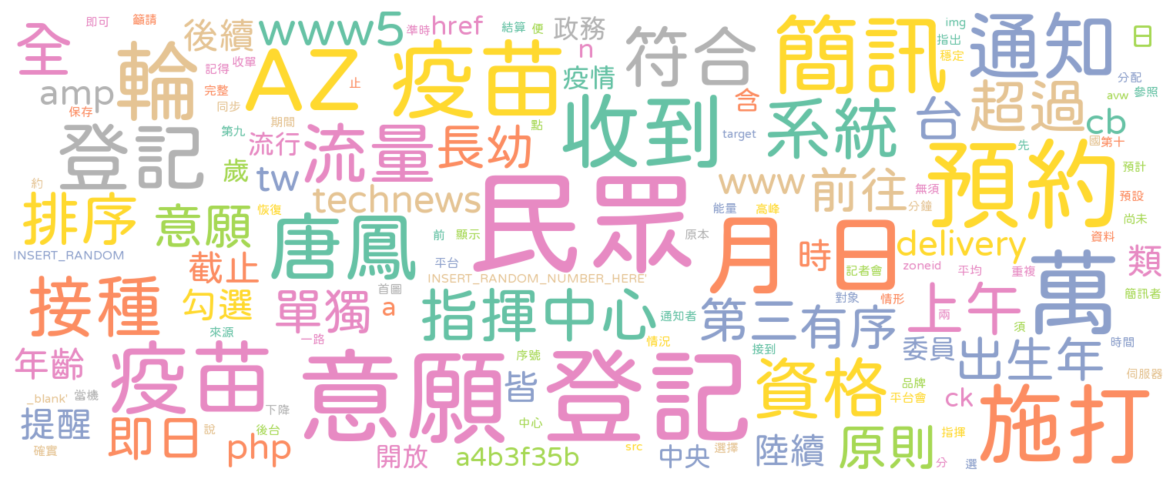 全 即可 籲請 後續 www5 準時 href 結算 便 政務 符合 簡訊 img 指出 穩定 通知 日
amp 保存 輪 記得 收單 完整 同步 AZ 止 疫苗 n 疫情 含 台 超過 分配 avw 參照
登記 第九 期間 流行 流量 長幼 點 收到 target 系統 先 國 第十 cb
歲 tw technews www 前往 無須 分鐘 預約 預計 預設 尚未
約 排序 意願 恢復 唐鳳 前 顯示 民眾 原本 能量 高峰 月 時 日 記者會 delivery 資料
INSERT_RANDOM 截止 首圖 平台 INSERT_RANDOM_NUMBER_HERE' zoneid 平均 重複 類
接種 勾選 來源 單獨 a 一路 指揮中心 通知者 第三有序 對象 情形 上午 兩 須 萬 簡訊者
年齡 疫苗 意願登記 序號 皆 情況 接到 資格 品牌 平台會 委員 出生年 時間 伺服器
_blank' 當機 下降 提醒 確實 即日 說 後台 php 開放 a4b3f35b 中心 src 中央 選擇 陸續 原則 指揮 分 選 ck 施打